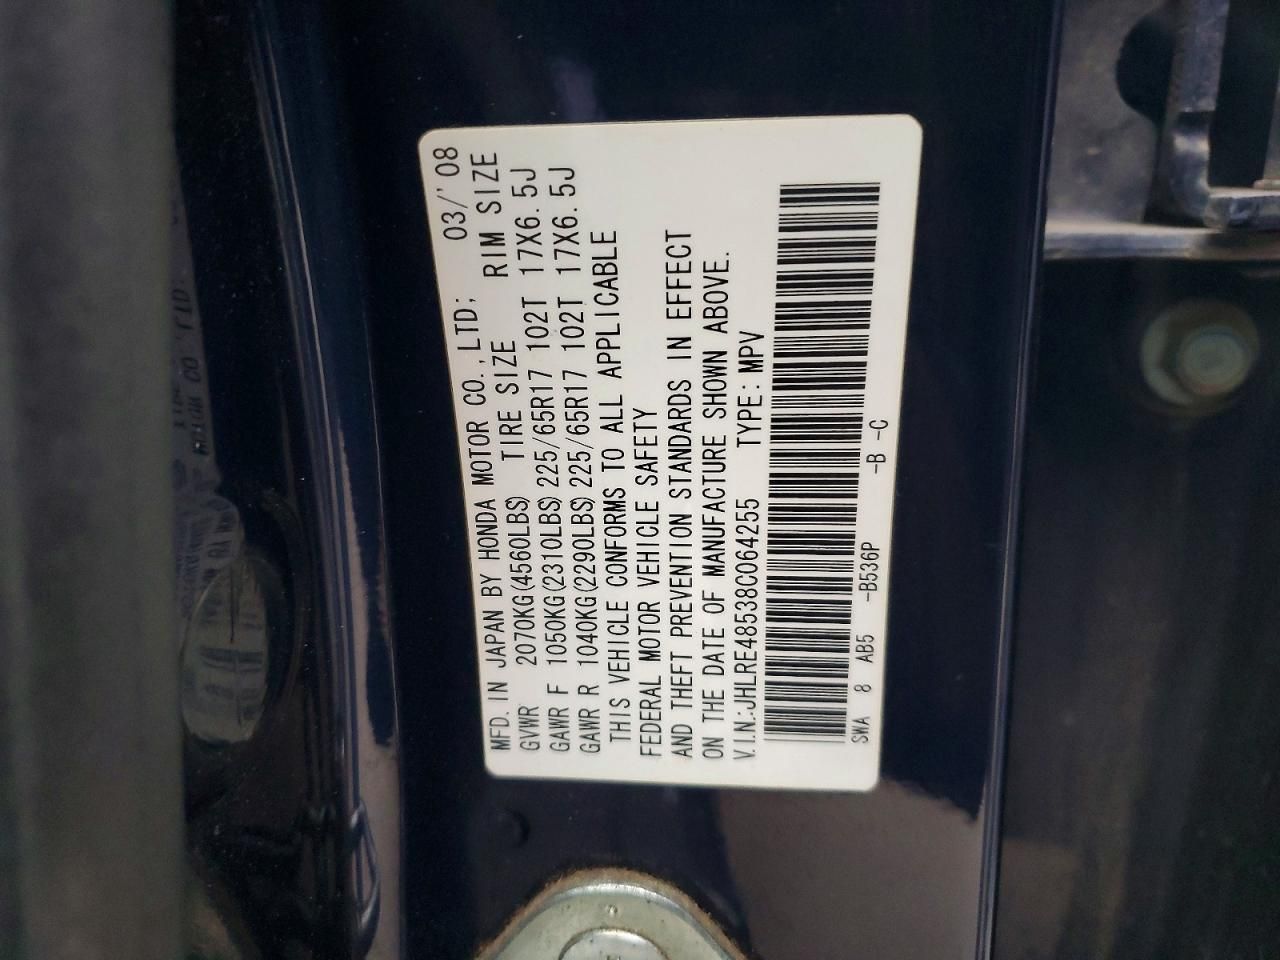 MFD. IN JAPAN BY HONDA MOTOR CO., LTD; 03/'08
GVWR 2070KG(4560LBS) TIRE SIZE RIM SIZE
GAWR F 1050KG(2310LBS) 225/65R17 102T 17X6.5J
GAWR R 1040KG(2290LBS) 225/65R17 102T 17X6.5J
THIS VEHICLE CONFORMS TO ALL APPLICABLE
FEDERAL MOTOR VEHICLE SAFETY
AND THEFT PREVENTION STANDARDS IN EFFECT
ON THE DATE OF MANUFACTURE SHOWN ABOVE.
V.I.N.:JHLRE48538C064255 TYPE: MPV
SWA 8 AB5 -B536P -B -C